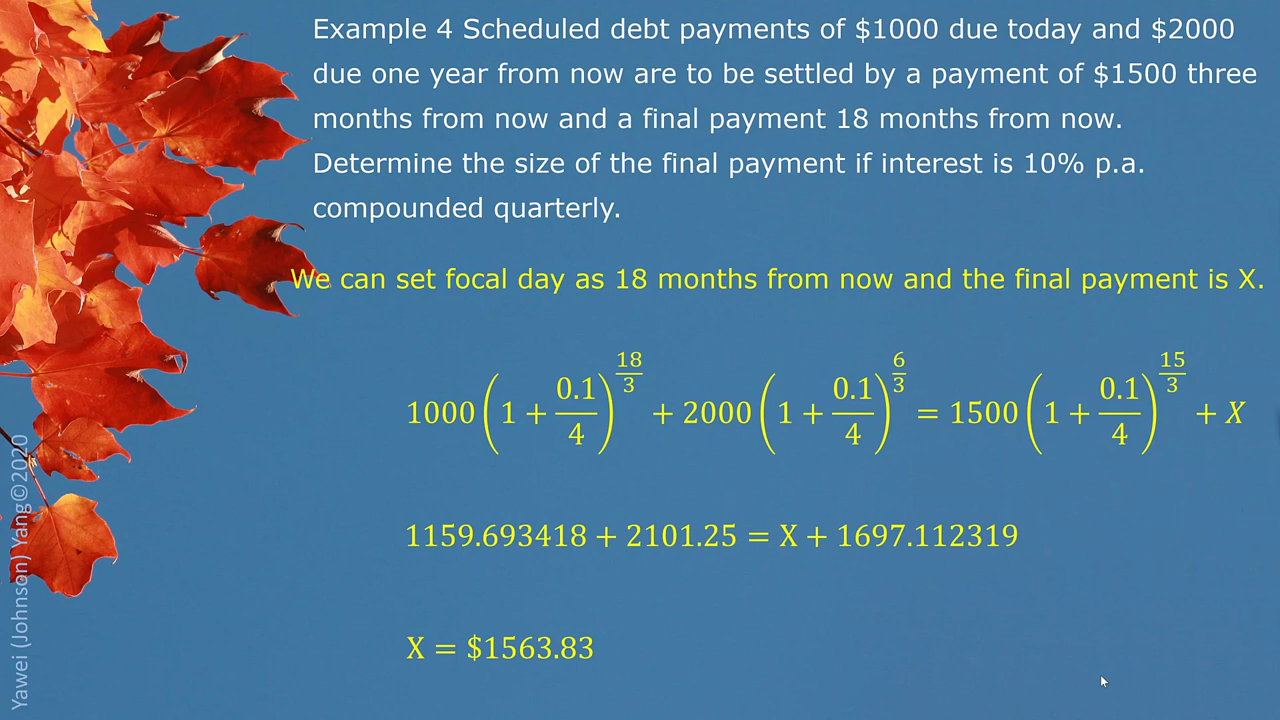 Example 4 Scheduled debt payments of $1000 due today and $2000
due one year from now are to be settled by a payment of $1500 three
months from now and a final payment 18 months from now.
Determine the size of the final payment if interest is 10% p.a.
compounded quarterly.
We can set focal day as 18 months from now and the final payment is X.
1000(1 + 0.1/4)^(18/3) + 2000(1 + 0.1/4)^(6/3) = 1500(1 + 0.1/4)^(15/3) + X
1159.693418 + 2101.25 = X + 1697.112319
X = $1563.83
Yawei (Johnson) Yang©2020